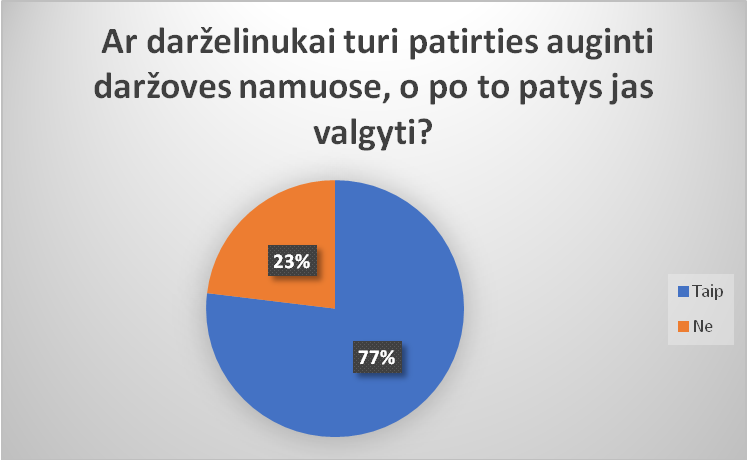 Ar darželinukai turi patirties auginti
daržoves namuose, o po to patys jas
valgyti?
23%
77%
Taip
Ne